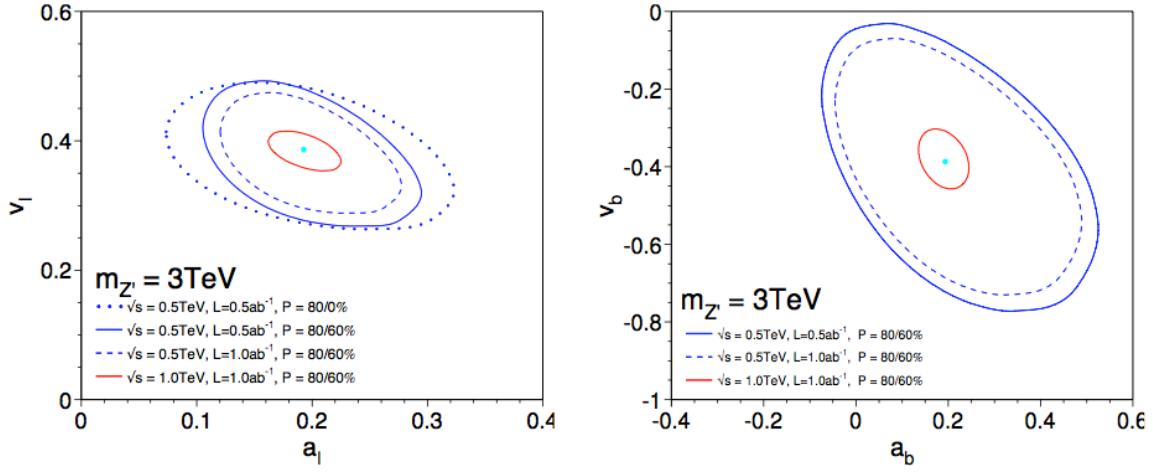 0.6
0.4
0.2
0
v_l
m_Z' = 3TeV
√s = 0.5TeV, L=0.5ab⁻¹, P = 80/0%
√s = 0.5TeV, L=0.5ab⁻¹, P = 80/60%
√s = 0.5TeV, L=1.0ab⁻¹, P = 80/60%
√s = 1.0TeV, L=1.0ab⁻¹, P = 80/60%
0 0.1 0.2 0.3 0.4
a_l
0
-0.2
-0.4
-0.6
-0.8
-1
v_b
m_Z' = 3TeV
√s = 0.5TeV, L=0.5ab⁻¹, P = 80/60%
√s = 0.5TeV, L=1.0ab⁻¹, P = 80/60%
√s = 1.0TeV, L=1.0ab⁻¹, P = 80/60%
-0.4 -0.2 0 0.2 0.4 0.6
a_b